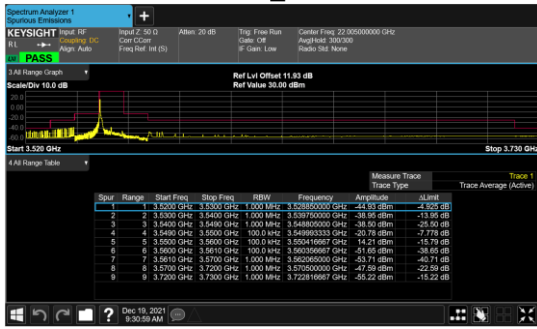 Spectrum Analyzer 1
Spurious Emissions
KEYSIGHT Input: RF Input Z: 50 Ω Atten: 20 dB Trig: Free Run Center Freq: 22.005000000 GHz
RL Coupling: DC Corr CCorr Gate: Off Avg|Hold: 300/300
Align: Auto Freq Ref: Int (S) IF Gain: Low Radio Std: None
PASS
3 All Range Graph
Ref Lvl Offset 11.93 dB
Scale/Div 10.0 dB Ref Value 30.00 dBm
20.0
0.00
-20.0
-40.0
-60.0
Start 3.520 GHz Stop 3.730 GHz
4 All Range Table
Measure Trace Trace 1
Trace Type Trace Average (Active)
Spur Range Start Freq Stop Freq RBW Frequency Amplitude ΔLimit
1 1 3.5200 GHz 3.5300 GHz 1.000 MHz 3.528850000 GHz -44.93 dBm -4.925 dB
2 2 3.5300 GHz 3.5400 GHz 1.000 MHz 3.539750000 GHz -38.95 dBm -13.95 dB
3 3 3.5400 GHz 3.5490 GHz 1.000 MHz 3.548805000 GHz -38.50 dBm -25.50 dB
4 4 3.5490 GHz 3.5500 GHz 100.0 kHz 3.549993333 GHz -20.78 dBm -7.778 dB
5 5 3.5500 GHz 3.5600 GHz 100.0 kHz 3.550416667 GHz 14.21 dBm -15.79 dB
6 6 3.5600 GHz 3.5610 GHz 100.0 kHz 3.560356667 GHz -51.65 dBm -38.65 dB
7 7 3.5610 GHz 3.5700 GHz 1.000 MHz 3.562065000 GHz -53.71 dBm -40.71 dB
8 8 3.5700 GHz 3.7200 GHz 1.000 MHz 3.570500000 GHz -47.59 dBm -22.59 dB
9 9 3.7200 GHz 3.7300 GHz 1.000 MHz 3.722816667 GHz -55.22 dBm -15.22 dB
Dec 19, 2021
9:30:59 AM